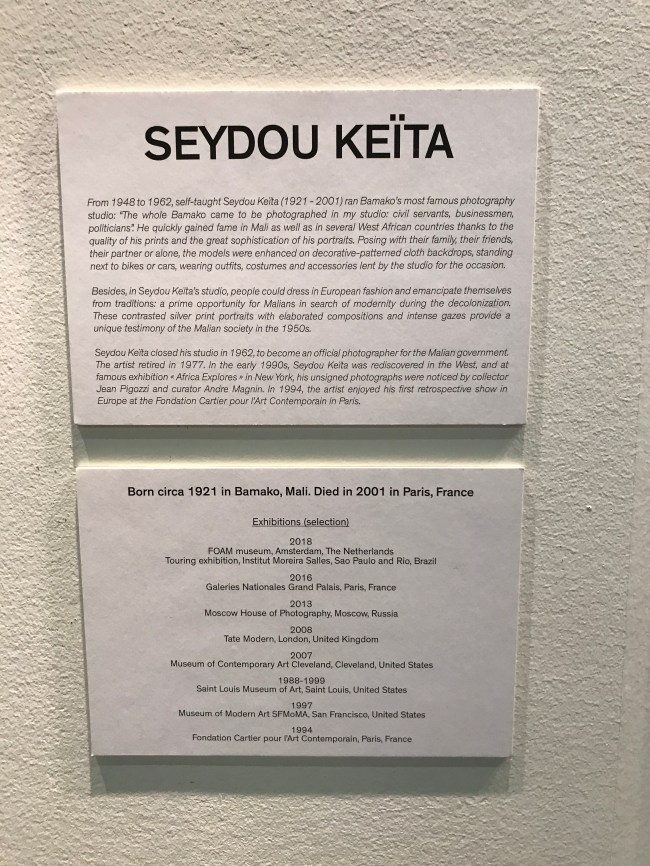 SEYDOU KEÏTA
From 1948 to 1962, self-taught Seydou Keïta (1921 - 2001) ran Bamako's most famous photography
studio: "The whole Bamako came to be photographed in my studio: civil servants, businessmen,
politicians". He quickly gained fame in Mali as well as in several West African countries thanks to the
quality of his prints and the great sophistication of his portraits. Posing with their family, their friends,
their partner or alone, the models were enhanced on decorative-patterned cloth backdrops, standing
next to bikes or cars, wearing outfits, costumes and accessories lent by the studio for the occasion.
Besides, in Seydou Keïta's studio, people could dress in European fashion and emancipate themselves
from traditions: a prime opportunity for Malians in search of modernity during the decolonization.
These contrasted silver print portraits with elaborated compositions and intense gazes provide a
unique testimony of the Malian society in the 1950s.
Seydou Keïta closed his studio in 1962, to become an official photographer for the Malian government.
The artist retired in 1977. In the early 1990s, Seydou Keïta was rediscovered in the West, and at
famous exhibition « Africa Explores » in New York, his unsigned photographs were noticed by collector
Jean Pigozzi and curator Andre Magnin. In 1994, the artist enjoyed his first retrospective show in
Europe at the Fondation Cartier pour l'Art Contemporain in Paris.
Born circa 1921 in Bamako, Mali. Died in 2001 in Paris, France
Exhibitions (selection)
2018
FOAM museum, Amsterdam, The Netherlands
Touring exhibition, Institut Moreira Salles, Sao Paulo and Rio, Brazil
2016
Galeries Nationales Grand Palais, Paris, France
2013
Moscow House of Photography, Moscow, Russia
2008
Tate Modern, London, United Kingdom
2007
Museum of Contemporary Art Cleveland, Cleveland, United States
1988-1999
Saint Louis Museum of Art, Saint Louis, United States
1997
Museum of Modern Art SFMoMA, San Francisco, United States
1994
Fondation Cartier pour l'Art Contemporain, Paris, France